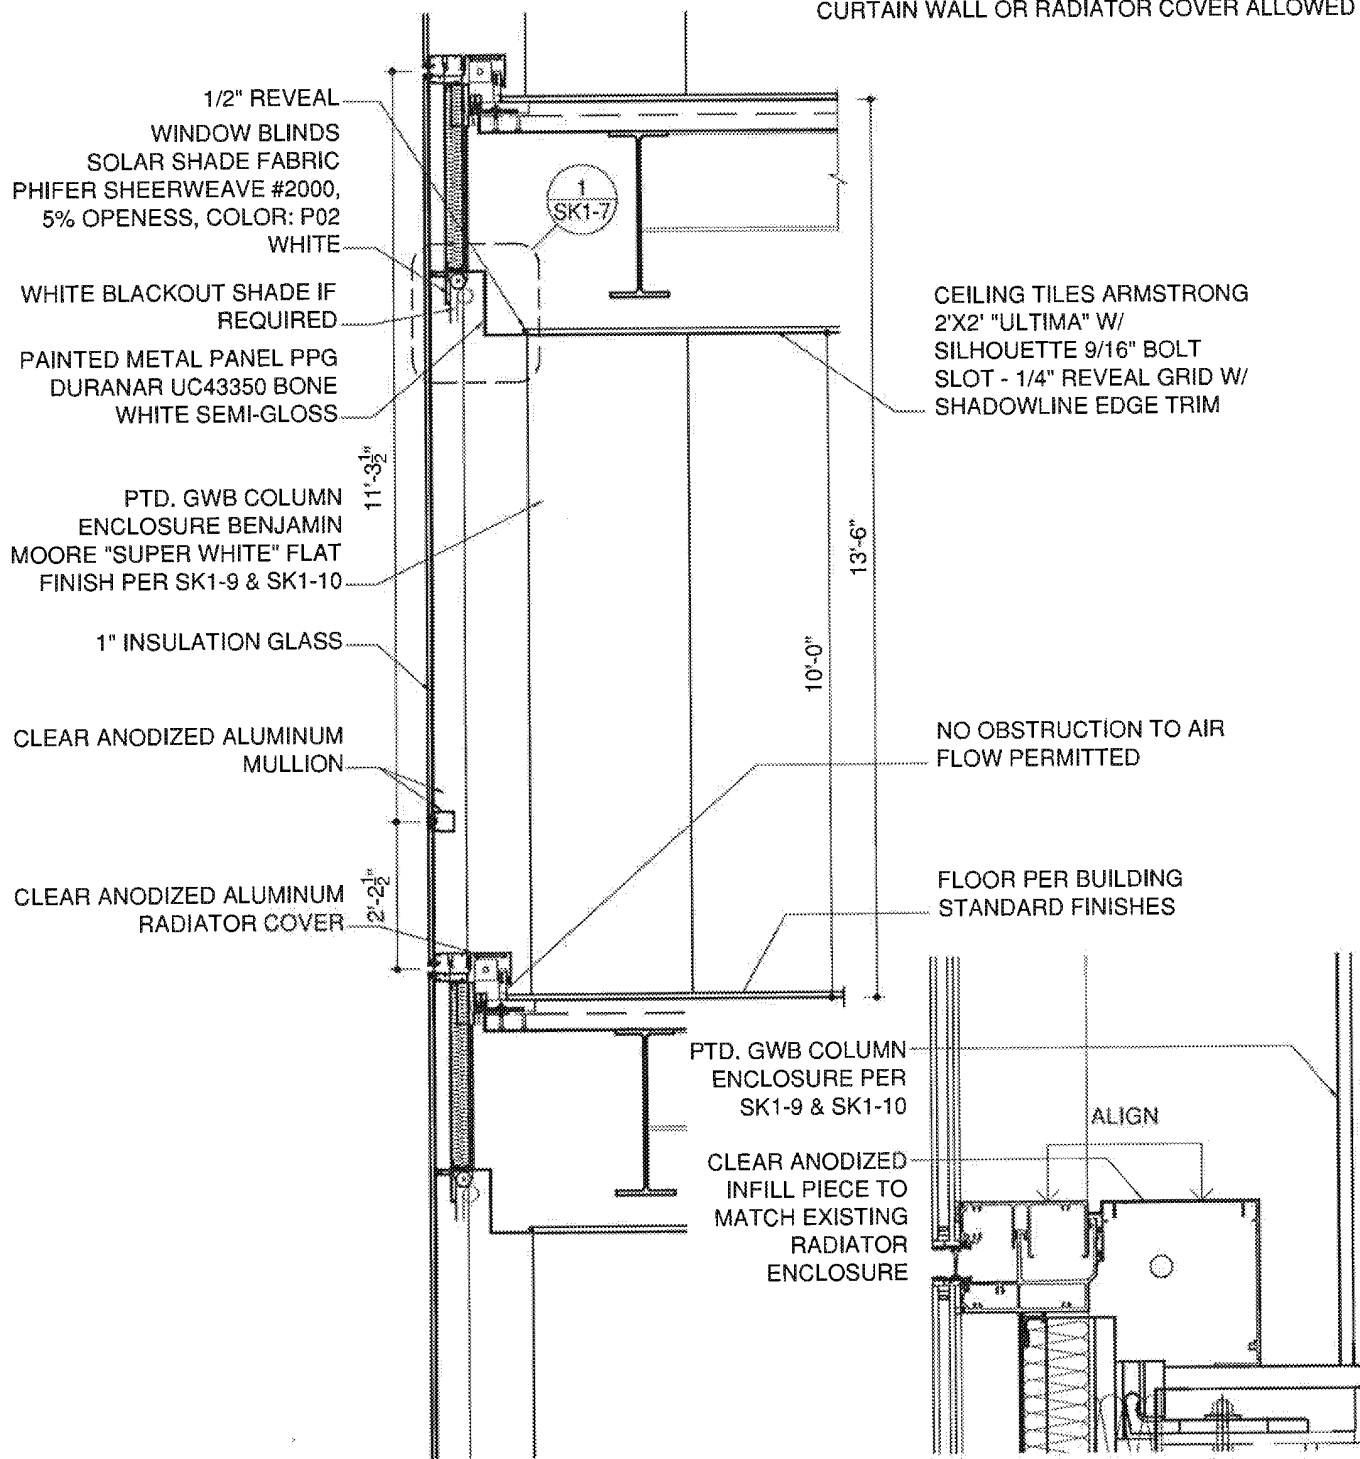 CURTAIN WALL OR RADIATOR COVER ALLOWED
1/2" REVEAL
WINDOW BLINDS
SOLAR SHADE FABRIC
PHIFER SHEERWEAVE #2000,
5% OPENESS, COLOR: P02
WHITE
1
SK1-7
WHITE BLACKOUT SHADE IF
REQUIRED
PAINTED METAL PANEL PPG
DURANAR UC43350 BONE
WHITE SEMI-GLOSS
CEILING TILES ARMSTRONG
2'X2' "ULTIMA" W/
SILHOUETTE 9/16" BOLT
SLOT - 1/4" REVEAL GRID W/
SHADOWLINE EDGE TRIM
11'-3½"
PTD. GWB COLUMN
ENCLOSURE BENJAMIN
MOORE "SUPER WHITE" FLAT
FINISH PER SK1-9 & SK1-10
13'-6"
10'-0"
1" INSULATION GLASS
CLEAR ANODIZED ALUMINUM
MULLION
NO OBSTRUCTION TO AIR
FLOW PERMITTED
CLEAR ANODIZED ALUMINUM
RADIATOR COVER
2'-2½"
FLOOR PER BUILDING
STANDARD FINISHES
PTD. GWB COLUMN
ENCLOSURE PER
SK1-9 & SK1-10
ALIGN
CLEAR ANODIZED
INFILL PIECE TO
MATCH EXISTING
RADIATOR
ENCLOSURE